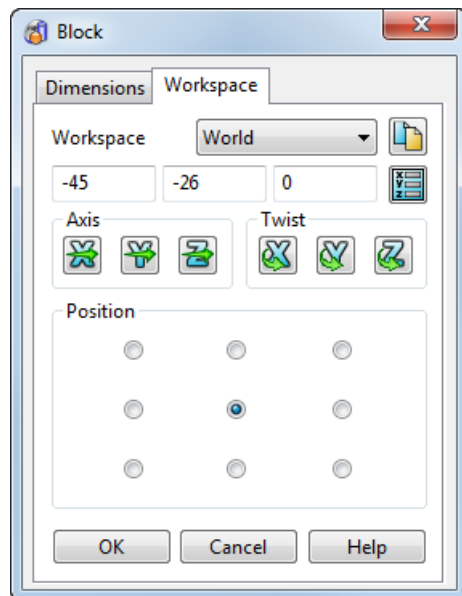 Block
Dimensions Workspace
Workspace World
-45 -26 0
X
Y
Z
Axis Twist
X Y Z X Y Z
Position
OK Cancel Help